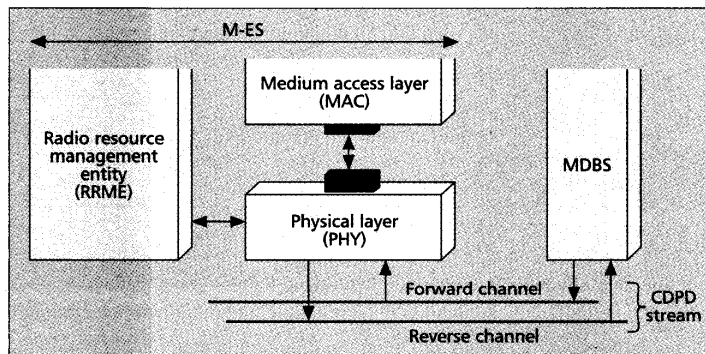 M-ES
Medium access layer
(MAC)
Radio resource
management
entity
(RRME)
MDBS
Physical layer
(PHY)
Forward channel
CDPD
stream
Reverse channel